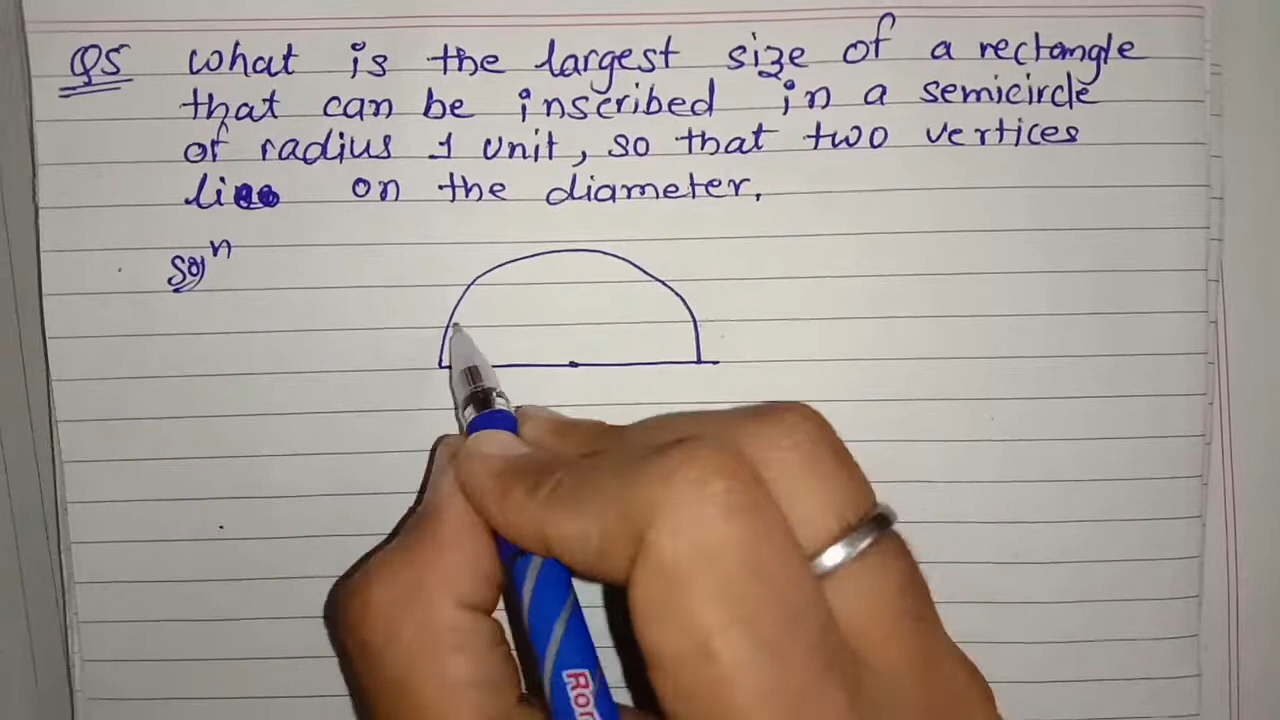 Q5 What is the largest size of a rectangle
that can be inscribed in a semicircle
of radius 1 unit, so that two vertices
lie on the diameter.
Solⁿ
Ror